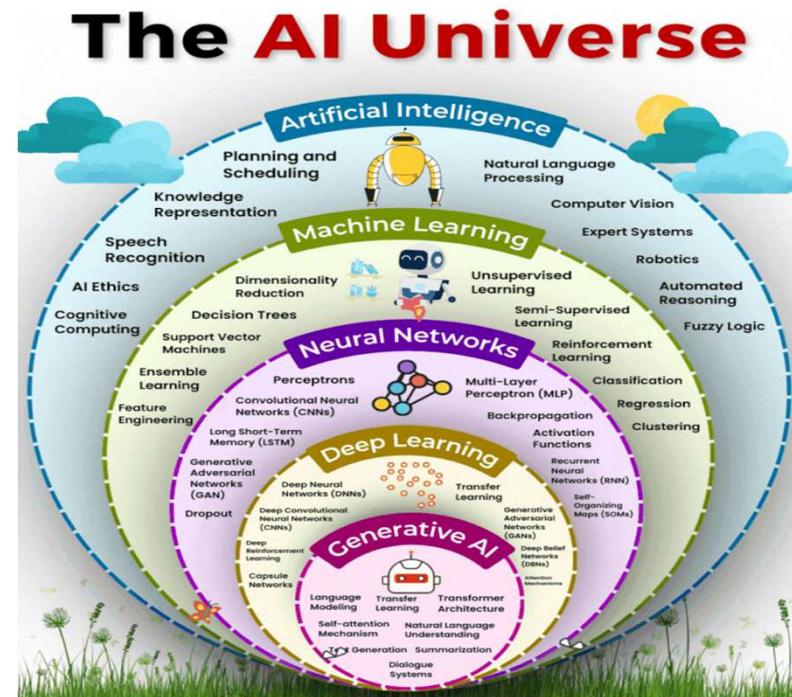 The AI Universe
Artificial Intelligence
Planning and
Scheduling
Natural Language
Processing
Knowledge
Representation
Computer Vision
Speech
Recognition
Expert Systems
Robotics
AI Ethics
Automated
Reasoning
Cognitive
Computing
Fuzzy Logic
Machine Learning
Dimensionality
Reduction
Unsupervised
Learning
Decision Trees
Semi-Supervised
Learning
Support Vector
Machines
Reinforcement
Learning
Ensemble
Learning
Classification
Feature
Engineering
Regression
Clustering
Neural Networks
Perceptrons
Multi-Layer
Perceptron (MLP)
Convolutional Neural
Networks (CNNs)
Backpropagation
Long Short-Term
Memory (LSTM)
Activation
Functions
Generative
Adversarial
Networks
(GAN)
Recurrent
Neural
Networks (RNN)
Dropout
Self-
Organizing
Maps (SOMs)
Deep Learning
Deep Neural
Networks (DNNs)
Transfer
Learning
Deep Convolutional
Neural Networks
(CNNs)
Generative
Adversarial
Networks
(GANs)
Deep
Reinforcement
Learning
Deep Belief
Networks
(DBNs)
Capsule
Networks
Attention
Mechanisms
Generative AI
Language
Modeling
Transfer
Learning
Transformer
Architecture
Self-attention
Mechanism
Natural Language
Understanding
Text Generation
Summarization
Dialogue
Systems